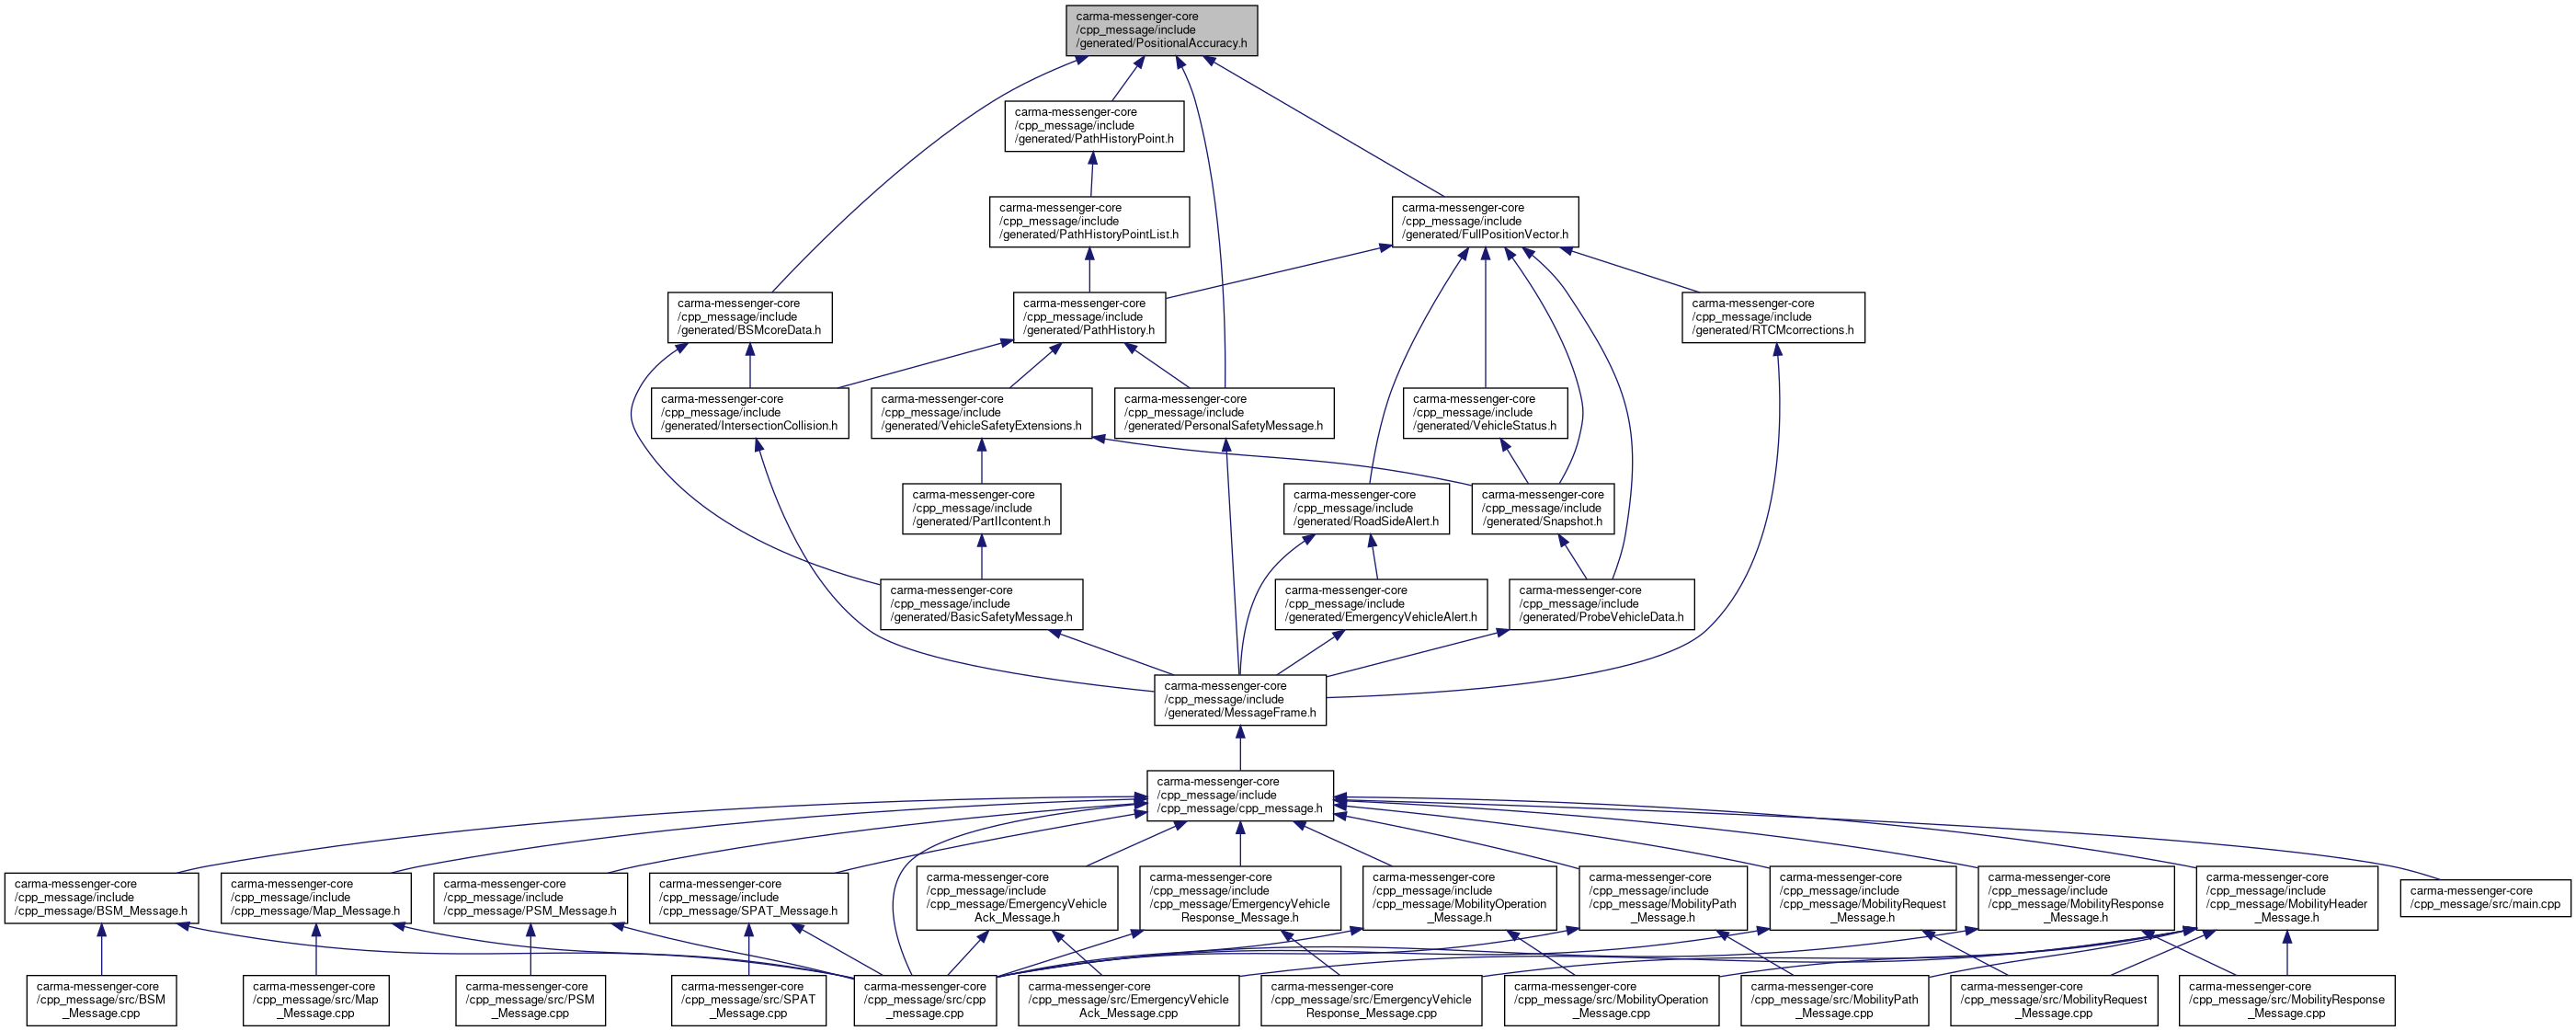 carma-messenger-core
/cpp_message/include
/generated/PositionalAccuracy.h
carma-messenger-core
/cpp_message/include
/generated/PathHistoryPoint.h
carma-messenger-core
/cpp_message/include
/generated/PathHistoryPointList.h
carma-messenger-core
/cpp_message/include
/generated/FullPositionVector.h
carma-messenger-core
/cpp_message/include
/generated/BSMcoreData.h
carma-messenger-core
/cpp_message/include
/generated/PathHistory.h
carma-messenger-core
/cpp_message/include
/generated/RTCMcorrections.h
carma-messenger-core
/cpp_message/include
/generated/IntersectionCollision.h
carma-messenger-core
/cpp_message/include
/generated/VehicleSafetyExtensions.h
carma-messenger-core
/cpp_message/include
/generated/PersonalSafetyMessage.h
carma-messenger-core
/cpp_message/include
/generated/VehicleStatus.h
carma-messenger-core
/cpp_message/include
/generated/PartIIcontent.h
carma-messenger-core
/cpp_message/include
/generated/RoadSideAlert.h
carma-messenger-core
/cpp_message/include
/generated/Snapshot.h
carma-messenger-core
/cpp_message/include
/generated/BasicSafetyMessage.h
carma-messenger-core
/cpp_message/include
/generated/EmergencyVehicleAlert.h
carma-messenger-core
/cpp_message/include
/generated/ProbeVehicleData.h
carma-messenger-core
/cpp_message/include
/generated/MessageFrame.h
carma-messenger-core
/cpp_message/include
/cpp_message/cpp_message.h
carma-messenger-core
/cpp_message/include
/cpp_message/BSM_Message.h
carma-messenger-core
/cpp_message/include
/cpp_message/Map_Message.h
carma-messenger-core
/cpp_message/include
/cpp_message/PSM_Message.h
carma-messenger-core
/cpp_message/include
/cpp_message/SPAT_Message.h
carma-messenger-core
/cpp_message/include
/cpp_message/EmergencyVehicle
Ack_Message.h
carma-messenger-core
/cpp_message/include
/cpp_message/EmergencyVehicle
Response_Message.h
carma-messenger-core
/cpp_message/include
/cpp_message/MobilityOperation
_Message.h
carma-messenger-core
/cpp_message/include
/cpp_message/MobilityPath
_Message.h
carma-messenger-core
/cpp_message/include
/cpp_message/MobilityRequest
_Message.h
carma-messenger-core
/cpp_message/include
/cpp_message/MobilityResponse
_Message.h
carma-messenger-core
/cpp_message/include
/cpp_message/MobilityHeader
_Message.h
carma-messenger-core
/cpp_message/src/main.cpp
carma-messenger-core
/cpp_message/src/BSM
_Message.cpp
carma-messenger-core
/cpp_message/src/Map
_Message.cpp
carma-messenger-core
/cpp_message/src/PSM
_Message.cpp
carma-messenger-core
/cpp_message/src/SPAT
_Message.cpp
carma-messenger-core
/cpp_message/src/cpp
_message.cpp
carma-messenger-core
/cpp_message/src/EmergencyVehicle
Ack_Message.cpp
carma-messenger-core
/cpp_message/src/EmergencyVehicle
Response_Message.cpp
carma-messenger-core
/cpp_message/src/MobilityOperation
_Message.cpp
carma-messenger-core
/cpp_message/src/MobilityPath
_Message.cpp
carma-messenger-core
/cpp_message/src/MobilityRequest
_Message.cpp
carma-messenger-core
/cpp_message/src/MobilityResponse
_Message.cpp